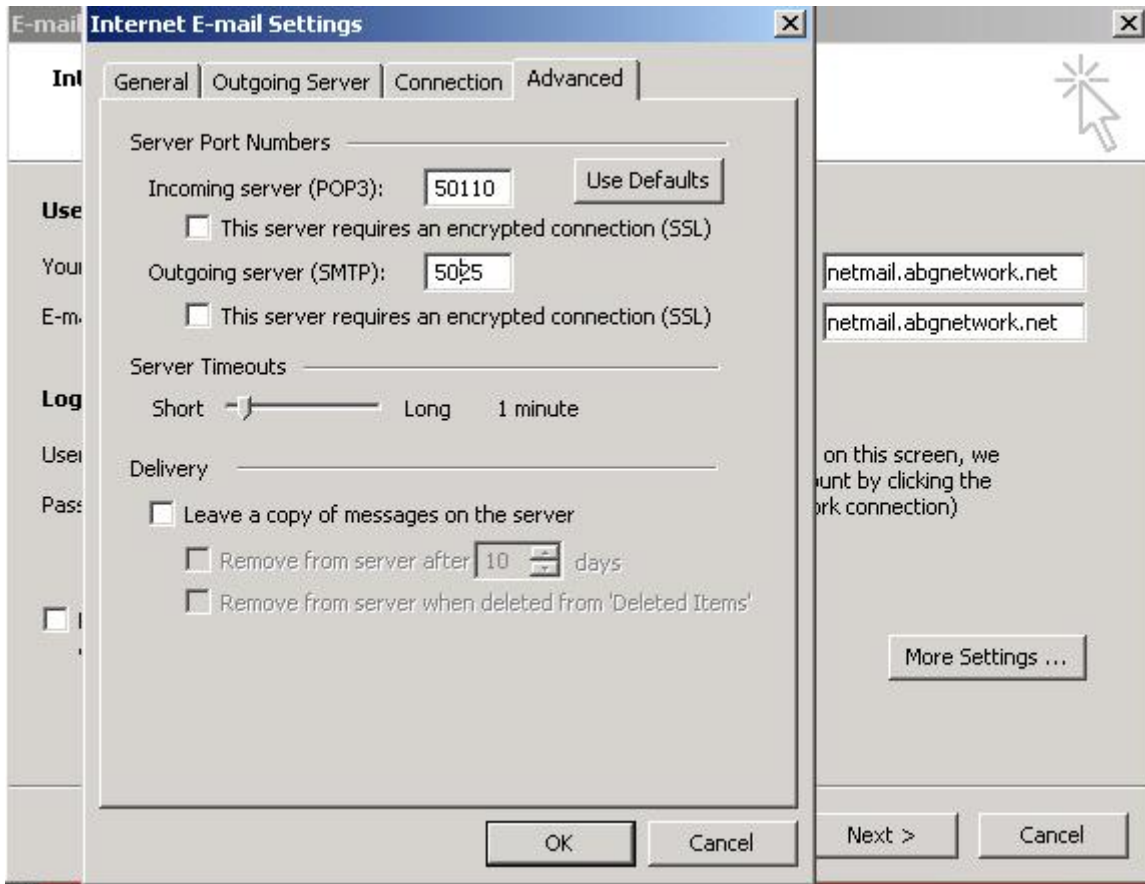 E-mail
Internet E-mail Settings
General
Outgoing Server
Connection
Advanced
Server Port Numbers
Incoming server (POP3):
50110
Use Defaults
This server requires an encrypted connection (SSL)
Outgoing server (SMTP):
This server requires an encrypted connection (SSL)
Server Timeouts
Short
Long
1 minute
Delivery
Leave a copy of messages on the server
Remove from server after
10
days
Remove from server when deleted from 'Deleted Items'
OK
Cancel
netmail.abgnetwork.net
netmail.abgnetwork.net
on this screen, we
by clicking the
connection)
More Settings ...
Next >
Cancel